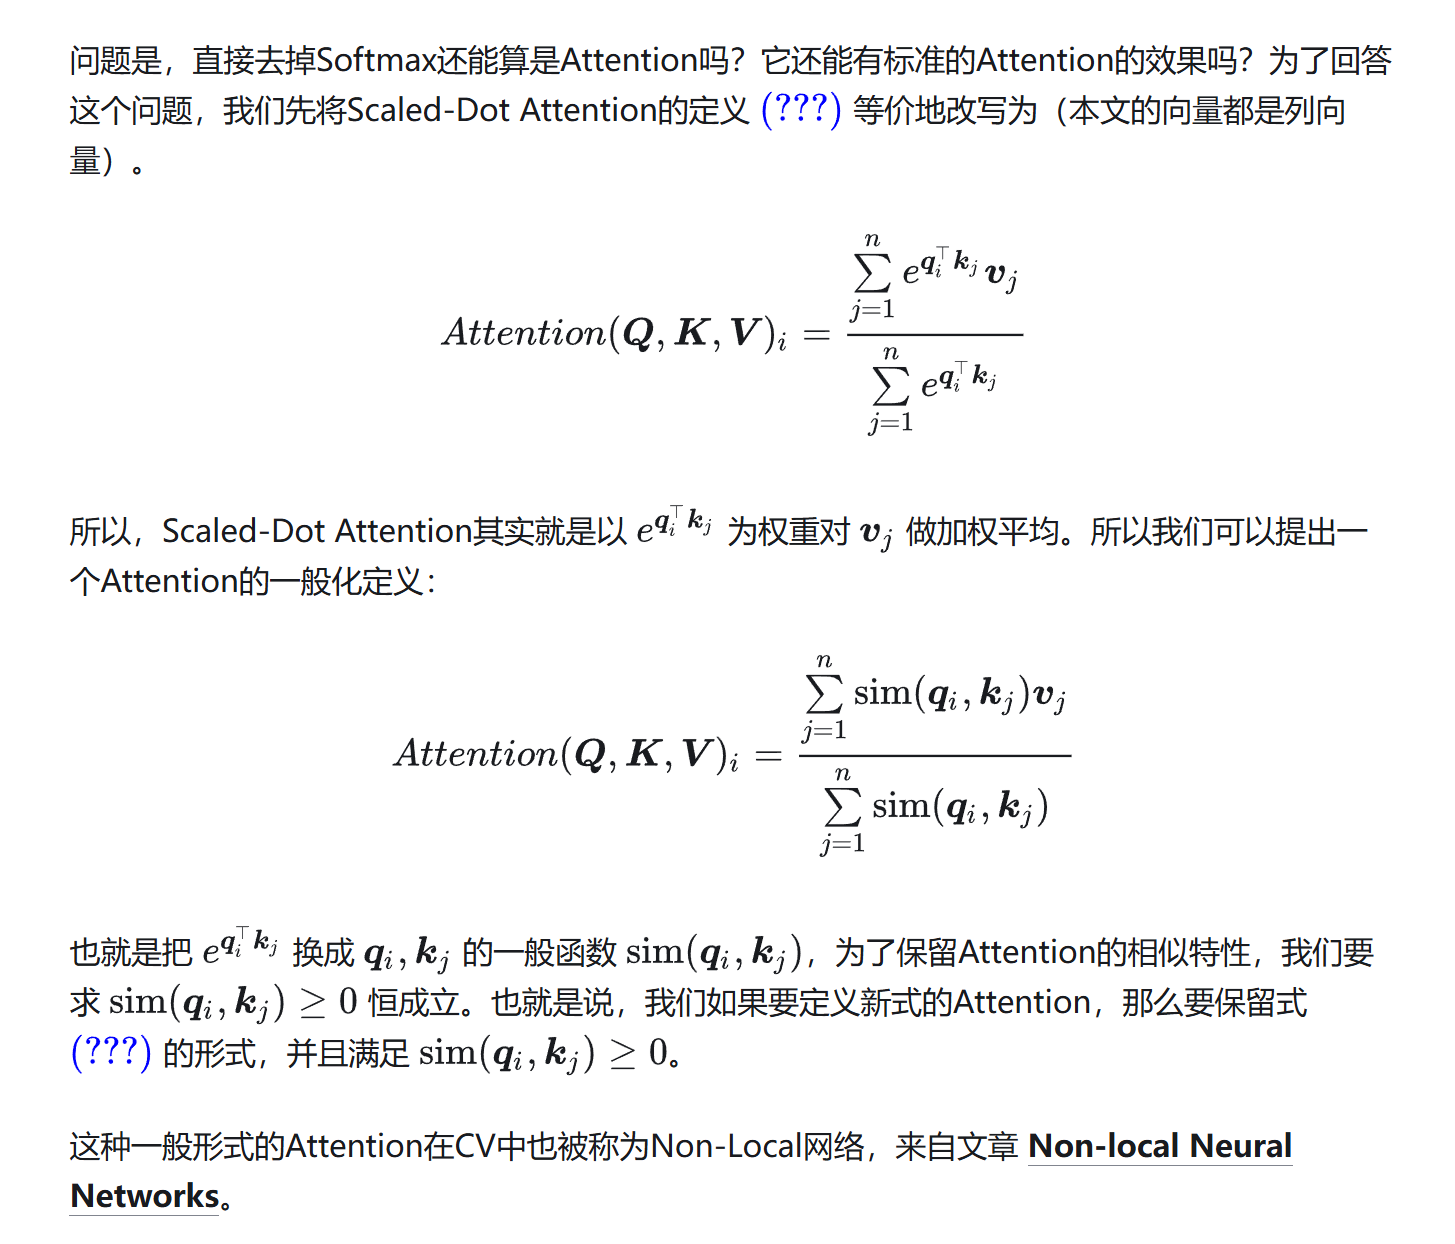 问题是，直接去掉Softmax还能算是Attention吗？它还能有标准的Attention的效果吗？为了回答
这个问题，我们先将Scaled-Dot Attention的定义 (???) 等价地改写为（本文的向量都是列向
量）。
$$Attention(\boldsymbol{Q},\boldsymbol{K},\boldsymbol{V})_i = \frac{\sum\limits_{j=1}^n e^{\boldsymbol{q}_i^{\top}\boldsymbol{k}_j}\boldsymbol{v}_j}{\sum\limits_{j=1}^n e^{\boldsymbol{q}_i^{\top}\boldsymbol{k}_j}}$$
所以，Scaled-Dot Attention其实就是以 $e^{\boldsymbol{q}_i^{\top}\boldsymbol{k}_j}$ 为权重对 $\boldsymbol{v}_j$ 做加权平均。所以我们可以提出一
个Attention的一般化定义：
$$Attention(\boldsymbol{Q},\boldsymbol{K},\boldsymbol{V})_i = \frac{\sum\limits_{j=1}^n \text{sim}(\boldsymbol{q}_i, \boldsymbol{k}_j)\boldsymbol{v}_j}{\sum\limits_{j=1}^n \text{sim}(\boldsymbol{q}_i, \boldsymbol{k}_j)}$$
也就是把 $e^{\boldsymbol{q}_i^{\top}\boldsymbol{k}_j}$ 换成 $\boldsymbol{q}_i, \boldsymbol{k}_j$ 的一般函数 $\text{sim}(\boldsymbol{q}_i, \boldsymbol{k}_j)$，为了保留Attention的相似特性，我们要
求 $\text{sim}(\boldsymbol{q}_i, \boldsymbol{k}_j) \geq 0$ 恒成立。也就是说，我们如果要定义新式的Attention，那么要保留式
(???) 的形式，并且满足 $\text{sim}(\boldsymbol{q}_i, \boldsymbol{k}_j) \geq 0$。
这种一般形式的Attention在CV中也被称为Non-Local网络，来自文章 Non-local Neural
Networks。